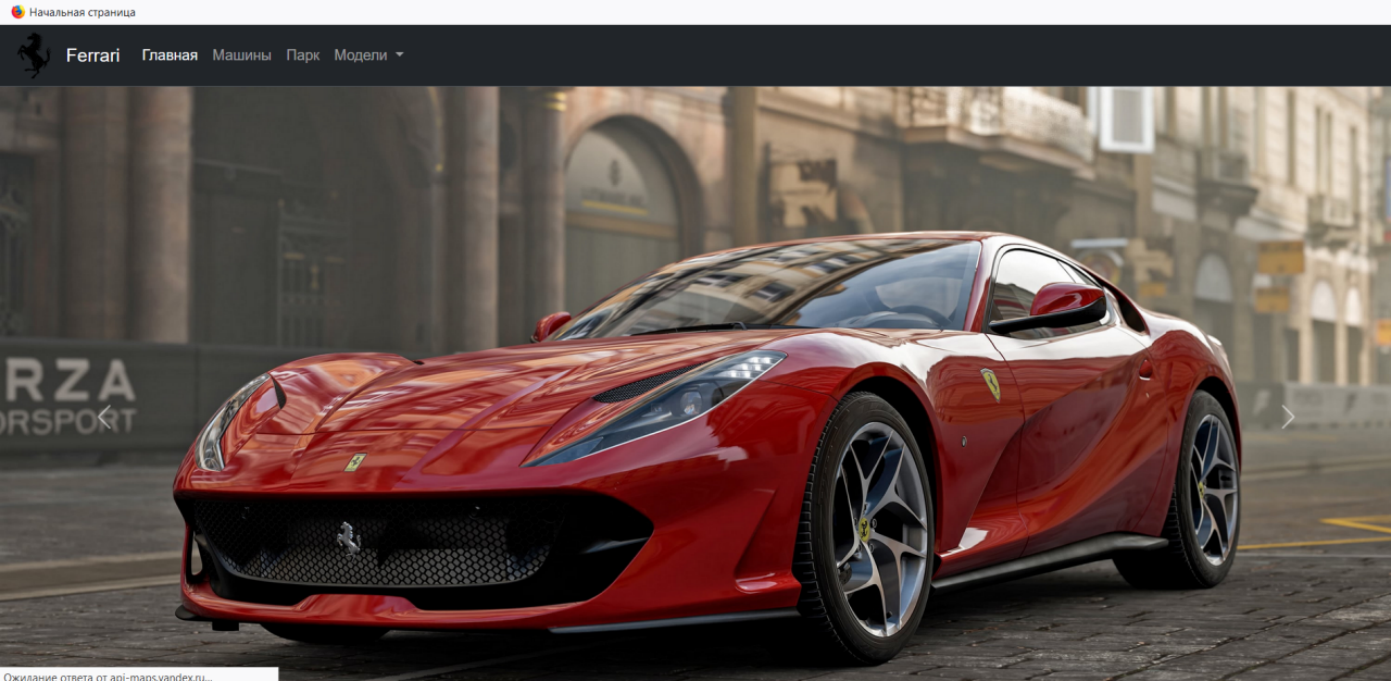 Начальная страница
Ferrari Главная Машины Парк Модели
RZA
ORSPORT
Ожидание ответа от api-maps.yandex.ru...